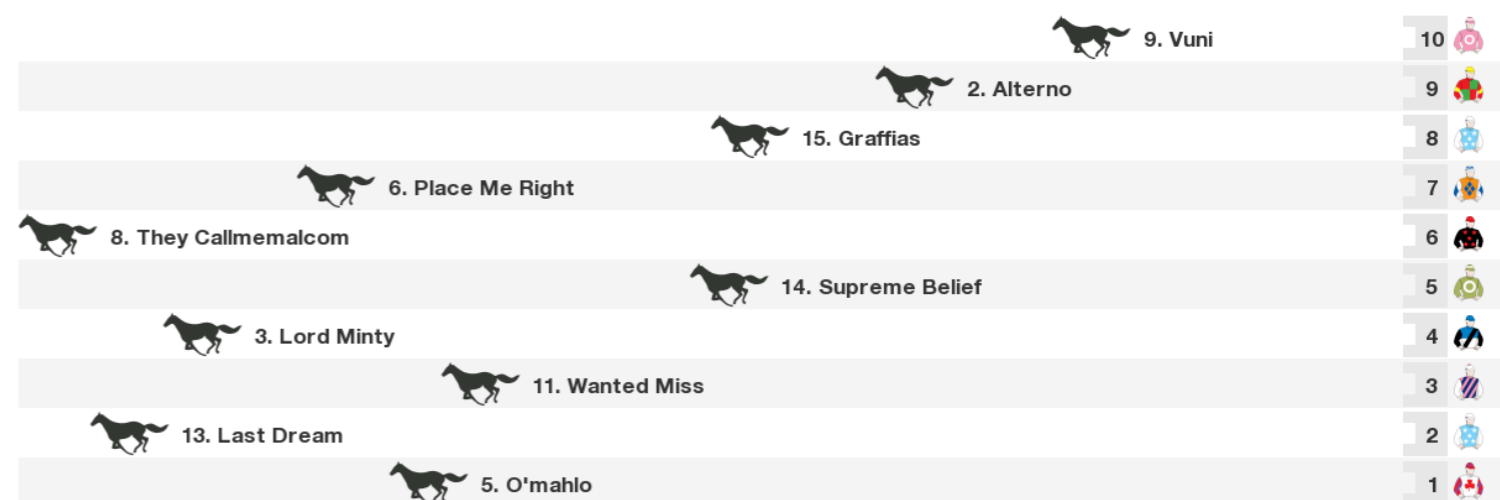 9. Vuni 10
2. Alterno 9
15. Graffias 8
6. Place Me Right 7
8. They Callmemalcom 6
14. Supreme Belief 5
3. Lord Minty 4
11. Wanted Miss 3
13. Last Dream 2
5. O'mahlo 1